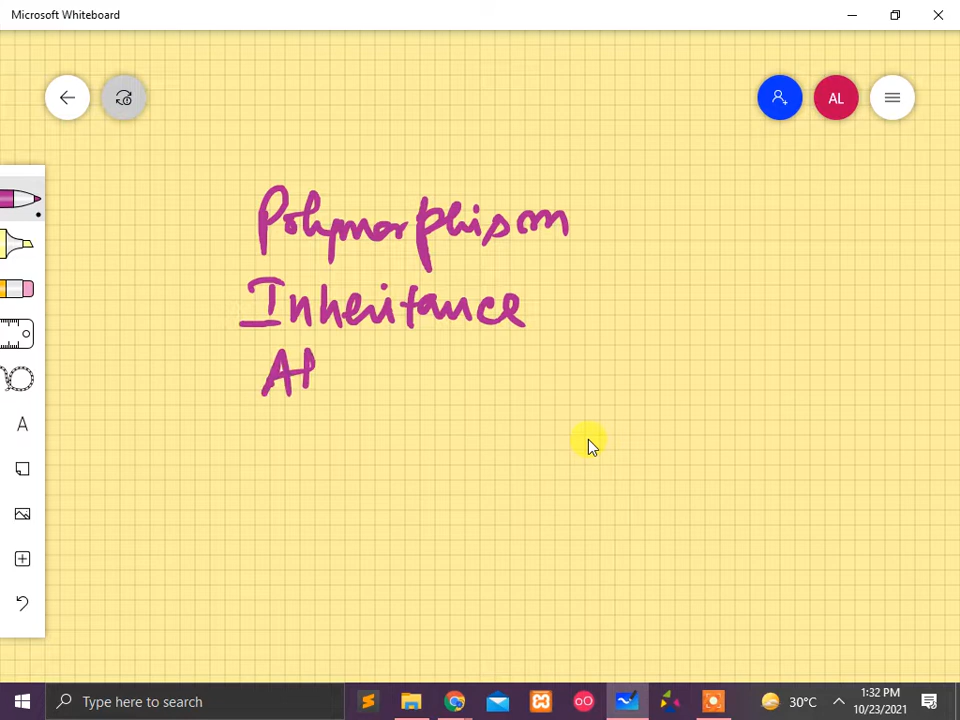 Microsoft Whiteboard
AL
Polymorphism
Inheritance
A
Type here to search
30°C
1:32 PM
10/23/2021